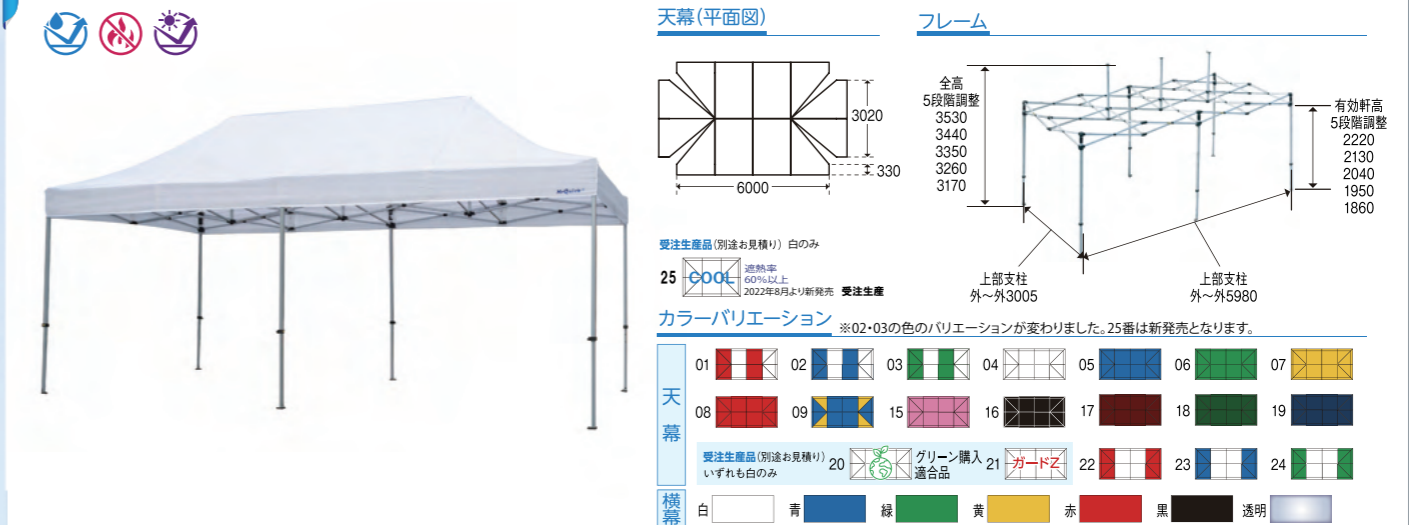 天幕(平面図)
3020
330
6000
受注生産品(別途お見積り) 白のみ
25 COOL
遮熱率
60%以上
2022年8月より新発売 受注生産
フレーム
全高
5段階調整
3530
3440
3350
3260
3170
有効軒高
5段階調整
2220
2130
2040
1950
1860
上部支柱
外〜外3005
上部支柱
外〜外5980
カラーバリエーション ※02・03の色のバリエーションが変わりました。25番は新発売となります。
天幕
01 02 03 04 05 06 07
08 09 15 16 17 18 19
受注生産品(別途お見積り)
いずれも白のみ
20 グリーン購入
適合品
21 ガードZ
22 23 24
横幕
白 青 緑 黄 赤 黒 透明